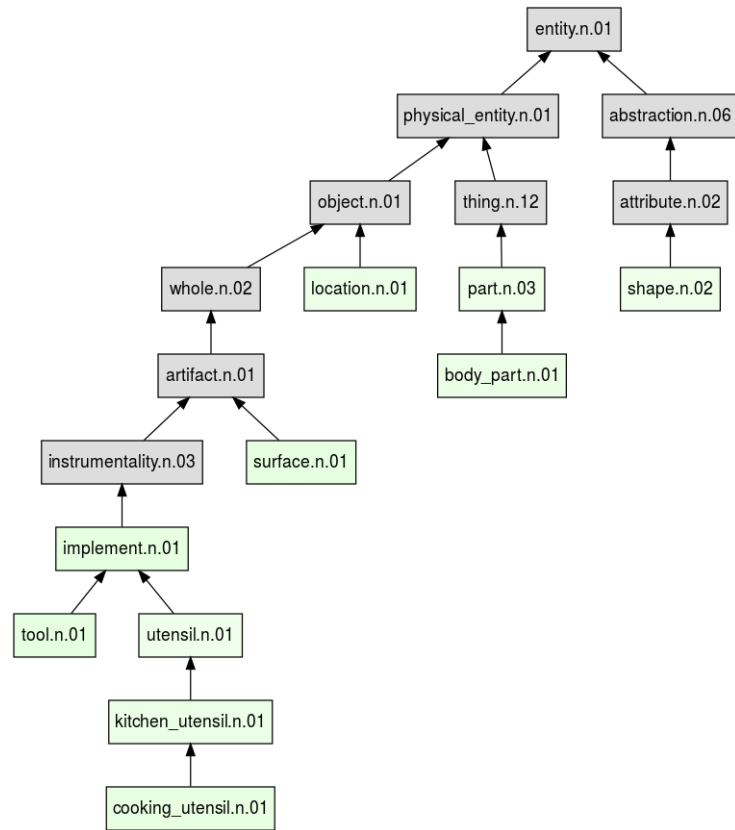 entity.n.01
physical_entity.n.01
abstraction.n.06
object.n.01
thing.n.12
attribute.n.02
whole.n.02
location.n.01
part.n.03
shape.n.02
artifact.n.01
body_part.n.01
instrumentality.n.03
surface.n.01
implement.n.01
tool.n.01
utensil.n.01
kitchen_utensil.n.01
cooking_utensil.n.01